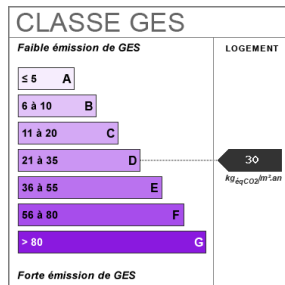 CLASSE GES
Faible émission de GES
LOGEMENT
≤ 5 A
6 à 10 B
11 à 20 C
21 à 35 D
30
kgéqCO2/m².an
36 à 55 E
56 à 80 F
> 80 G
Forte émission de GES